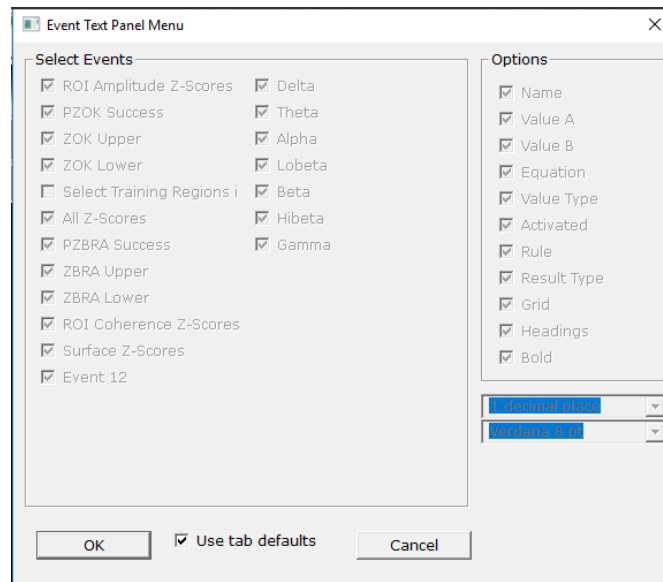 Event Text Panel Menu
Select Events
ROI Amplitude Z-Scores
PZOK Success
ZOK Upper
ZOK Lower
Select Training Regions i
All Z-Scores
PZBRA Success
ZBRA Upper
ZBRA Lower
ROI Coherence Z-Scores
Surface Z-Scores
Event 12
Delta
Theta
Alpha
Lobeta
Beta
Hibeta
Gamma
Options
Name
Value A
Value B
Equation
Value Type
Activated
Rule
Result Type
Grid
Headings
Bold
1 decimal place
Verdana 8 pt
OK
Use tab defaults
Cancel